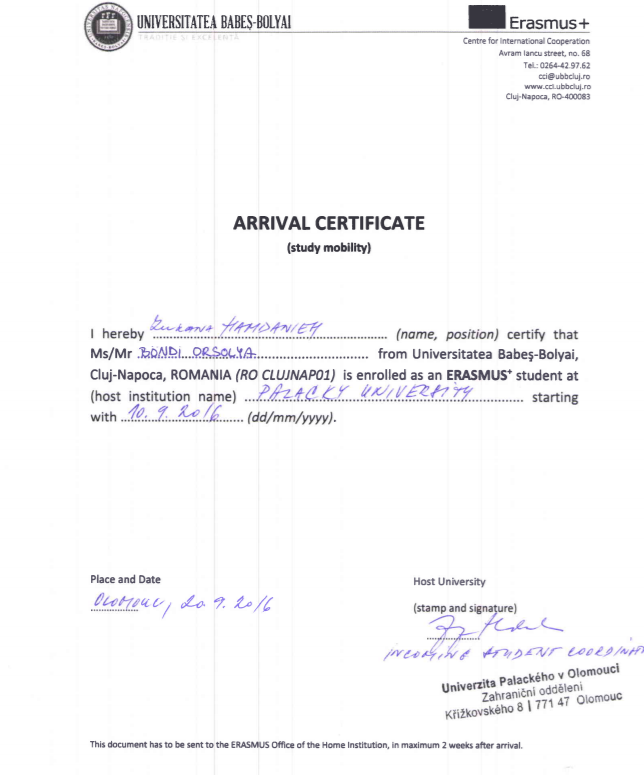 UNIVERSITATEA BABEŞ-BOLYAI
TRADIȚIE ȘI EXCELENȚĂ
Erasmus+
Centre for International Cooperation
Avram Iancu street, no. 68
Tel.: 0264-42.97.62
cci@ubbcluj.ro
www.cci.ubbcluj.ro
Cluj-Napoca, RO-400083
ARRIVAL CERTIFICATE
(study mobility)
I hereby Zuzana HAMDANIEH (name, position) certify that
Ms/Mr BONDI ORSOLYA from Universitatea Babeş-Bolyai,
Cluj-Napoca, ROMANIA (RO CLUJNAP01) is enrolled as an ERASMUS+ student at
(host institution name) PALACKY UNIVERSITY starting
with 10. 9. 2016 (dd/mm/yyyy).
Place and Date
OLOMOUC, 20. 9. 2016
Host University
(stamp and signature)
INCOMING STUDENT COORDINAT
Univerzita Palackého v Olomouci
Zahraniční oddělení
Křížkovského 8 | 771 47 Olomouc
This document has to be sent to the ERASMUS Office of the Home Institution, in maximum 2 weeks after arrival.